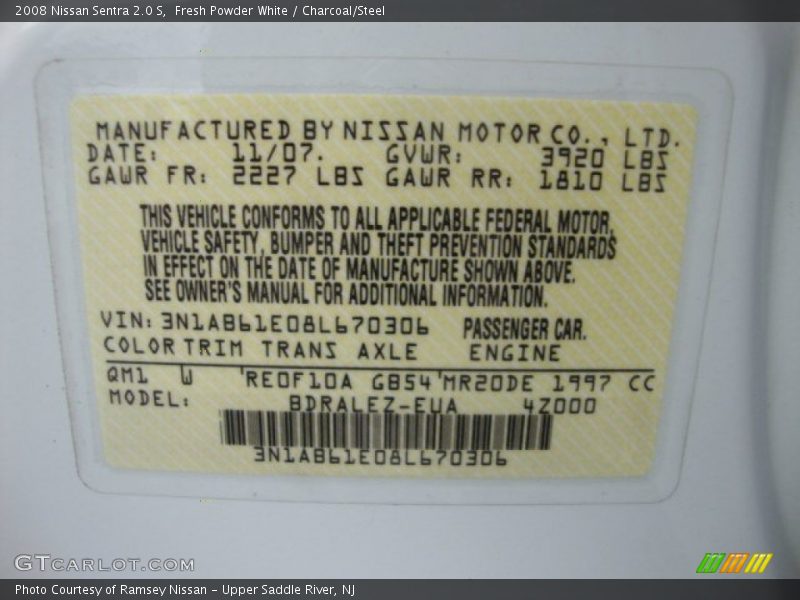 2008 Nissan Sentra 2.0 S,  Fresh Powder White / Charcoal/Steel
MANUFACTURED BY NISSAN MOTOR CO., LTD.
DATE: 11/07. GVWR: 3920 LBS
GAWR FR: 2227 LBS GAWR RR: 1810 LBS
THIS VEHICLE CONFORMS TO ALL APPLICABLE FEDERAL MOTOR
VEHICLE SAFETY, BUMPER AND THEFT PREVENTION STANDARDS
IN EFFECT ON THE DATE OF MANUFACTURE SHOWN ABOVE.
SEE OWNER'S MANUAL FOR ADDITIONAL INFORMATION.
VIN: 3N1AB61E08L670306 PASSENGER CAR.
COLOR TRIM TRANS AXLE ENGINE
QM1 W RE0F10A GB54 MR20DE 1997 CC
MODEL: BDRALEZ-EUA 4Z000
3N1AB61E08L670306
GTCARLOT.COM
Photo Courtesy of Ramsey Nissan – Upper Saddle River, NJ